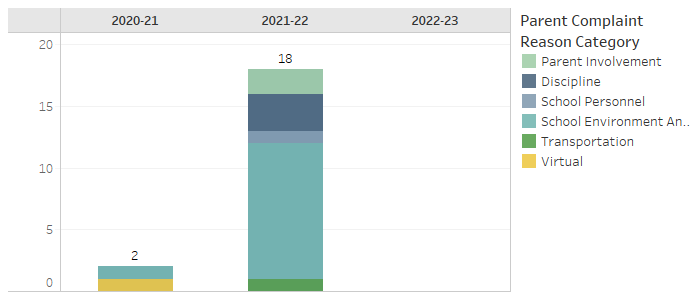 2020-21 2021-22 2022-23
Parent Complaint
Reason Category
Parent Involvement
Discipline
School Personnel
School Environment An..
Transportation
Virtual
20
15
10
5
0
18
2